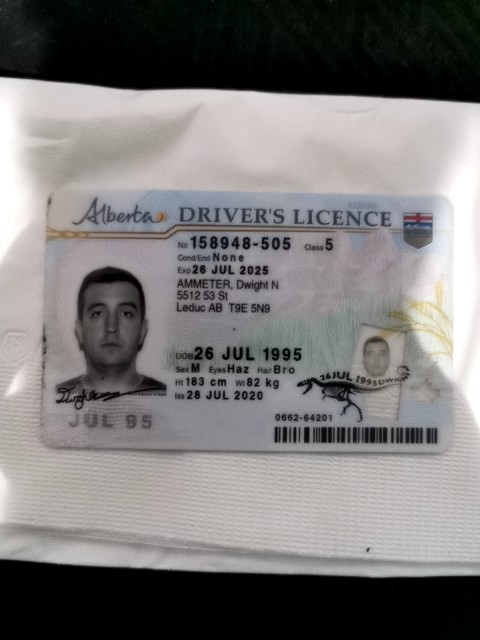 Alberta DRIVER'S LICENCE
No 158948-505 Class 5
Cond/End None
Exp 26 JUL 2025
AMMETER, Dwight N
5512 53 St
Leduc AB T9E 5N9
DOB 26 JUL 1995
Sex M Eyes Haz Hair Bro
Ht 183 cm Wt 82 kg
Iss 28 JUL 2020
26 JUL 1995 DWIGHT
JUL 95
0662-64201